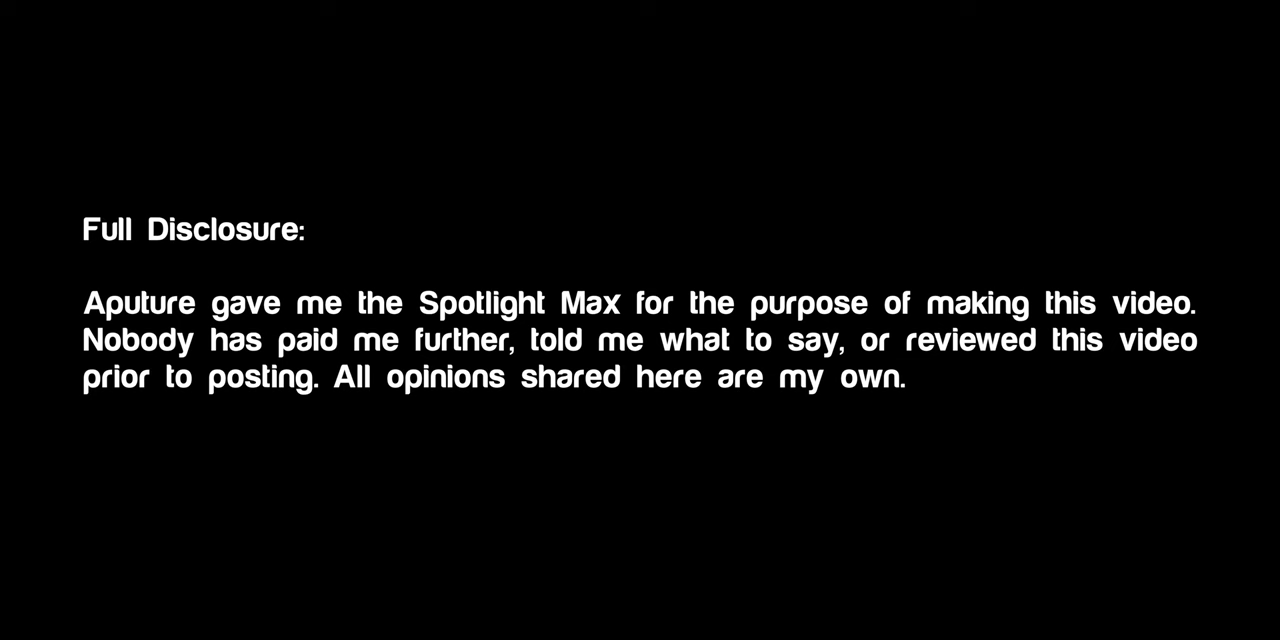 Full Disclosure:
Aputure gave me the Spotlight Max for the purpose of making this video.
Nobody has paid me further, told me what to say, or reviewed this video
prior to posting. All opinions shared here are my own.